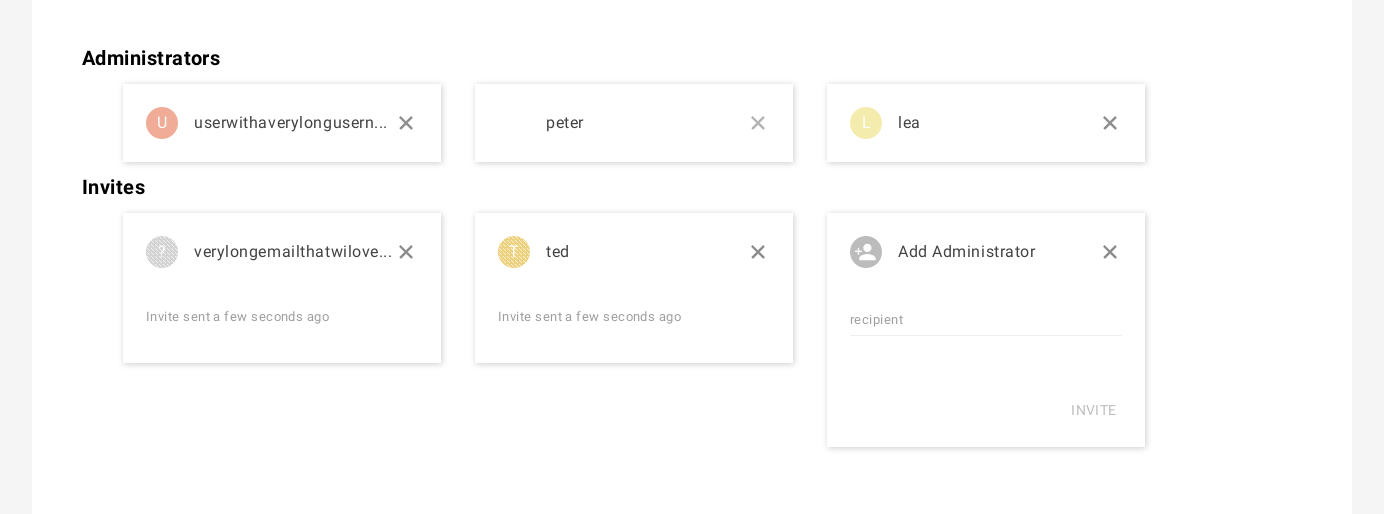 Administrators
U userwithaverylongusern...
peter
L lea
Invites
? verylongemailthatwilove...
Invite sent a few seconds ago
T ted
Invite sent a few seconds ago
Add Administrator
recipient
INVITE